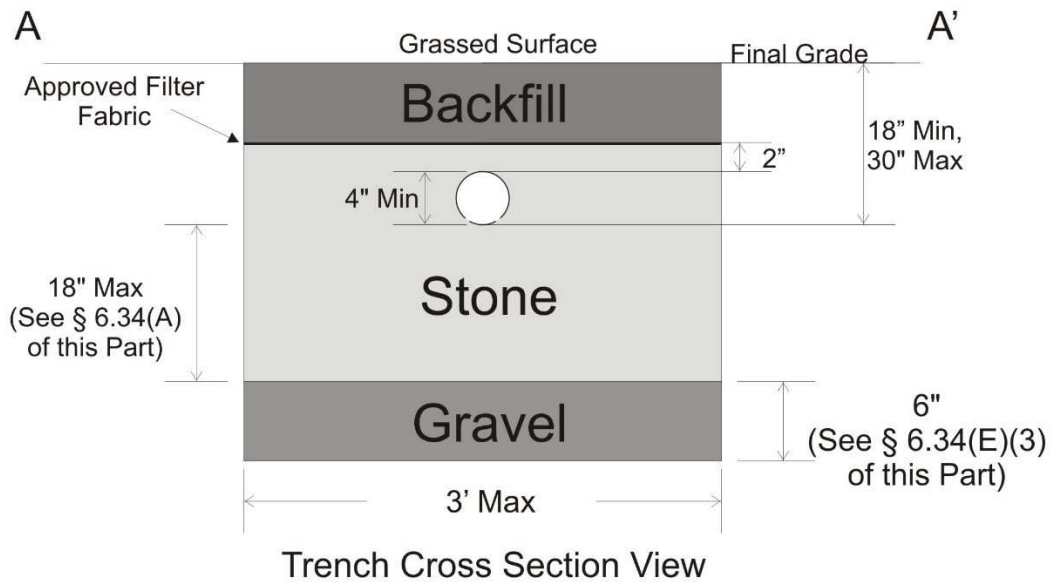 A
A'
Grassed Surface
Final Grade
Approved Filter
Fabric
Backfill
18” Min,
30" Max
2”
4" Min
18" Max
(See § 6.34(A)
of this Part)
Stone
Gravel
6"
(See § 6.34(E)(3)
of this Part)
3’ Max
Trench Cross Section View